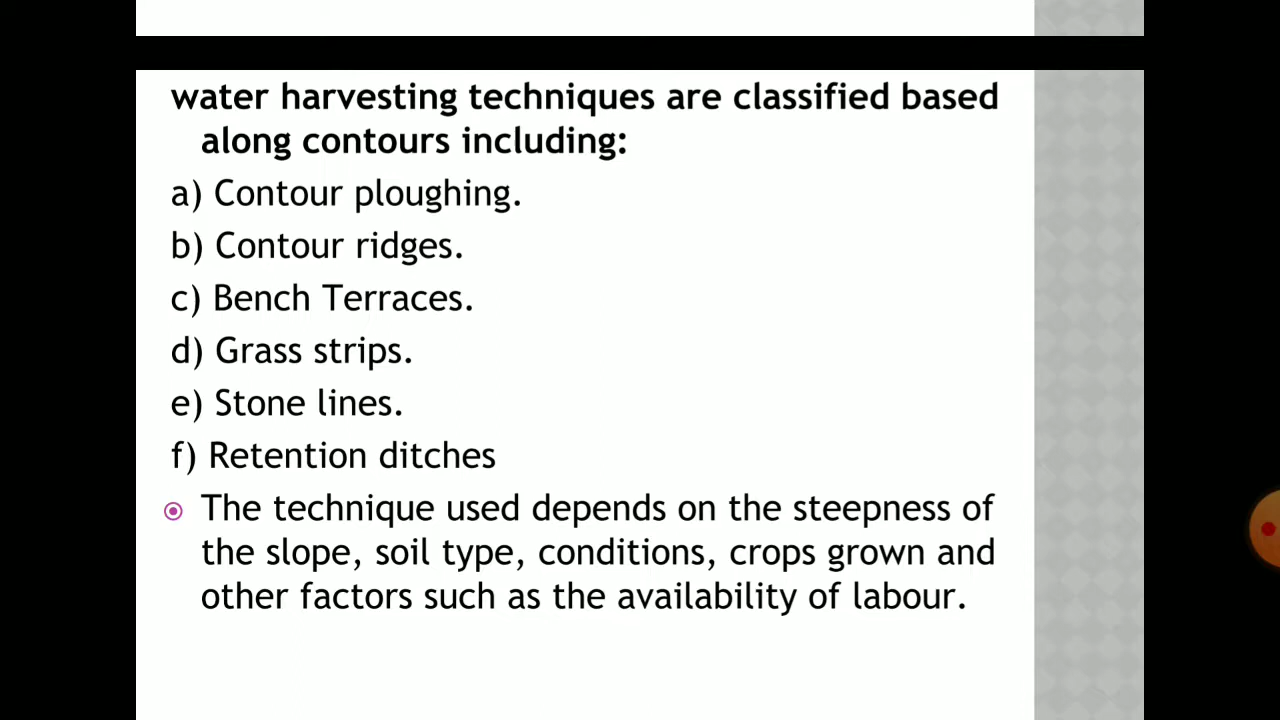 water harvesting techniques are classified based
along contours including:
a) Contour ploughing.
b) Contour ridges.
c) Bench Terraces.
d) Grass strips.
e) Stone lines.
f) Retention ditches
The technique used depends on the steepness of
the slope, soil type, conditions, crops grown and
other factors such as the availability of labour.